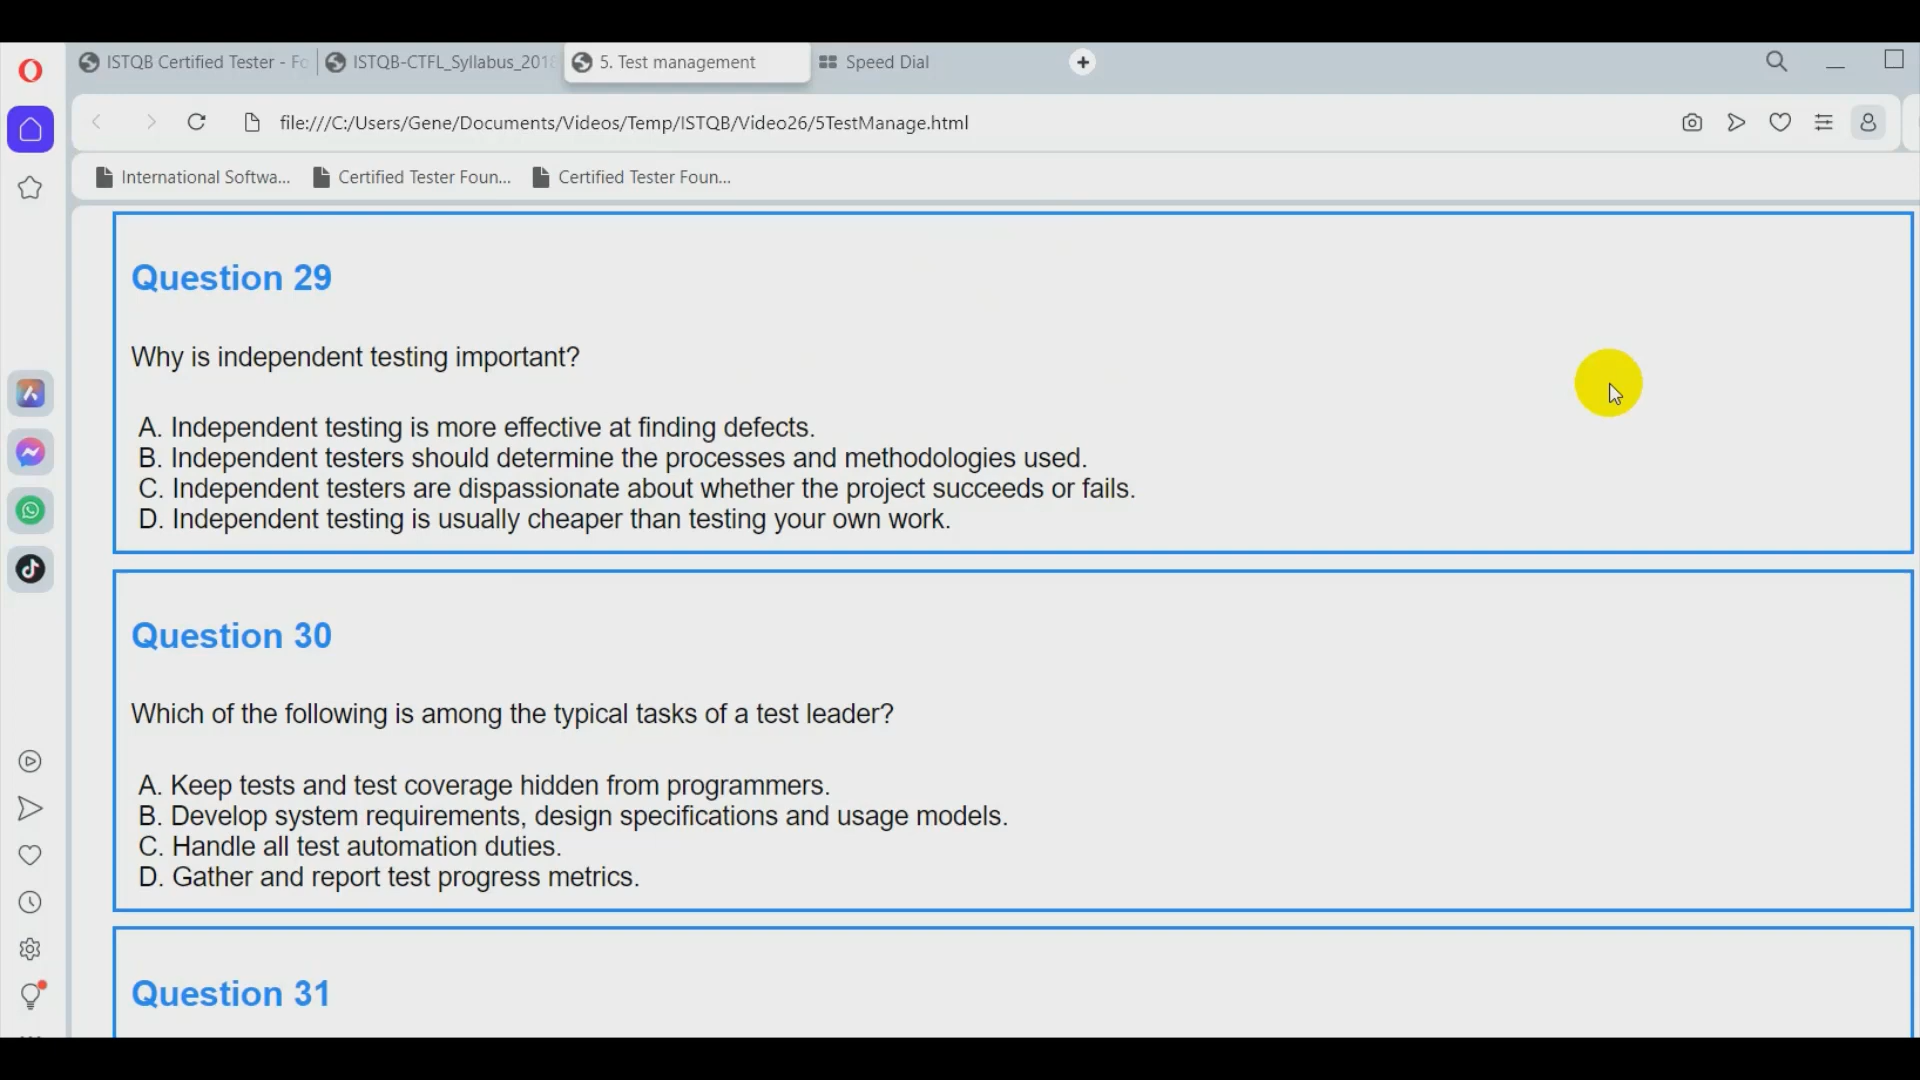 ISTQB Certified Tester - Fo
ISTQB-CTFL_Syllabus_2018
5. Test management
Speed Dial
file:///C:/Users/Gene/Documents/Videos/Temp/ISTQB/Video26/5TestManage.html
International Softwa...
Certified Tester Foun...
Certified Tester Foun...
Question 29
Why is independent testing important?
A. Independent testing is more effective at finding defects.
B. Independent testers should determine the processes and methodologies used.
C. Independent testers are dispassionate about whether the project succeeds or fails.
D. Independent testing is usually cheaper than testing your own work.
Question 30
Which of the following is among the typical tasks of a test leader?
A. Keep tests and test coverage hidden from programmers.
B. Develop system requirements, design specifications and usage models.
C. Handle all test automation duties.
D. Gather and report test progress metrics.
Question 31